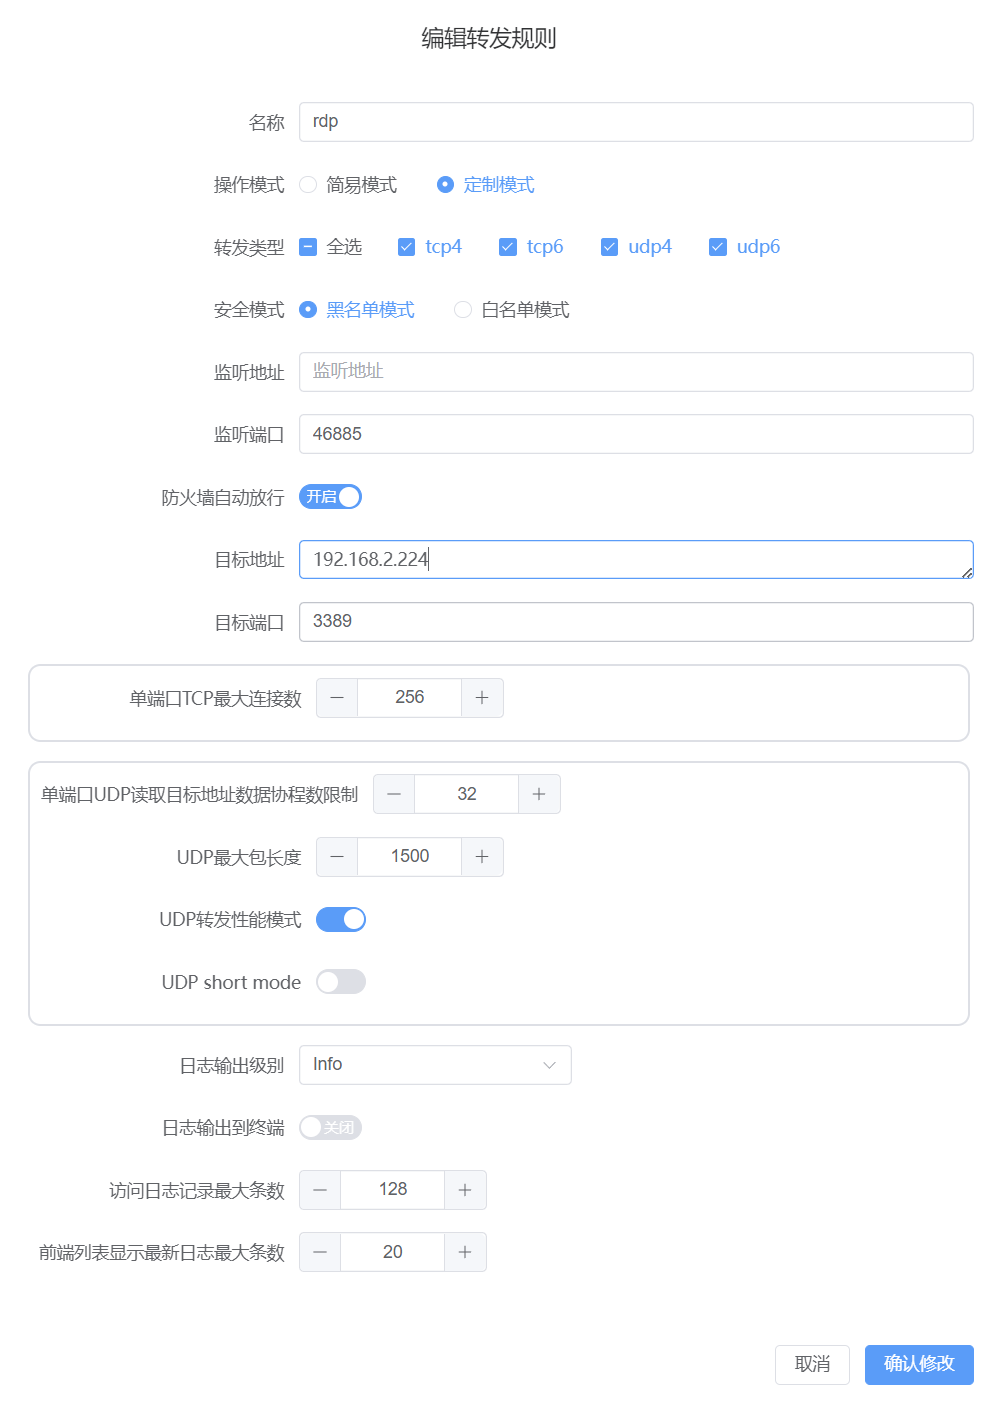 编辑转发规则
名称 rdp
操作模式 简易模式 定制模式
转发类型 全选 tcp4 tcp6 udp4 udp6
安全模式 黑名单模式 白名单模式
监听地址 监听地址
监听端口 46885
防火墙自动放行 开启
目标地址 192.168.2.224
目标端口 3389
单端口TCP最大连接数 256
单端口UDP读取目标地址数据协程数限制 32
UDP最大包长度 1500
UDP转发性能模式
UDP short mode
日志输出级别 Info
日志输出到终端 关闭
访问日志记录最大条数 128
前端列表显示最新日志最大条数 20
取消 确认修改